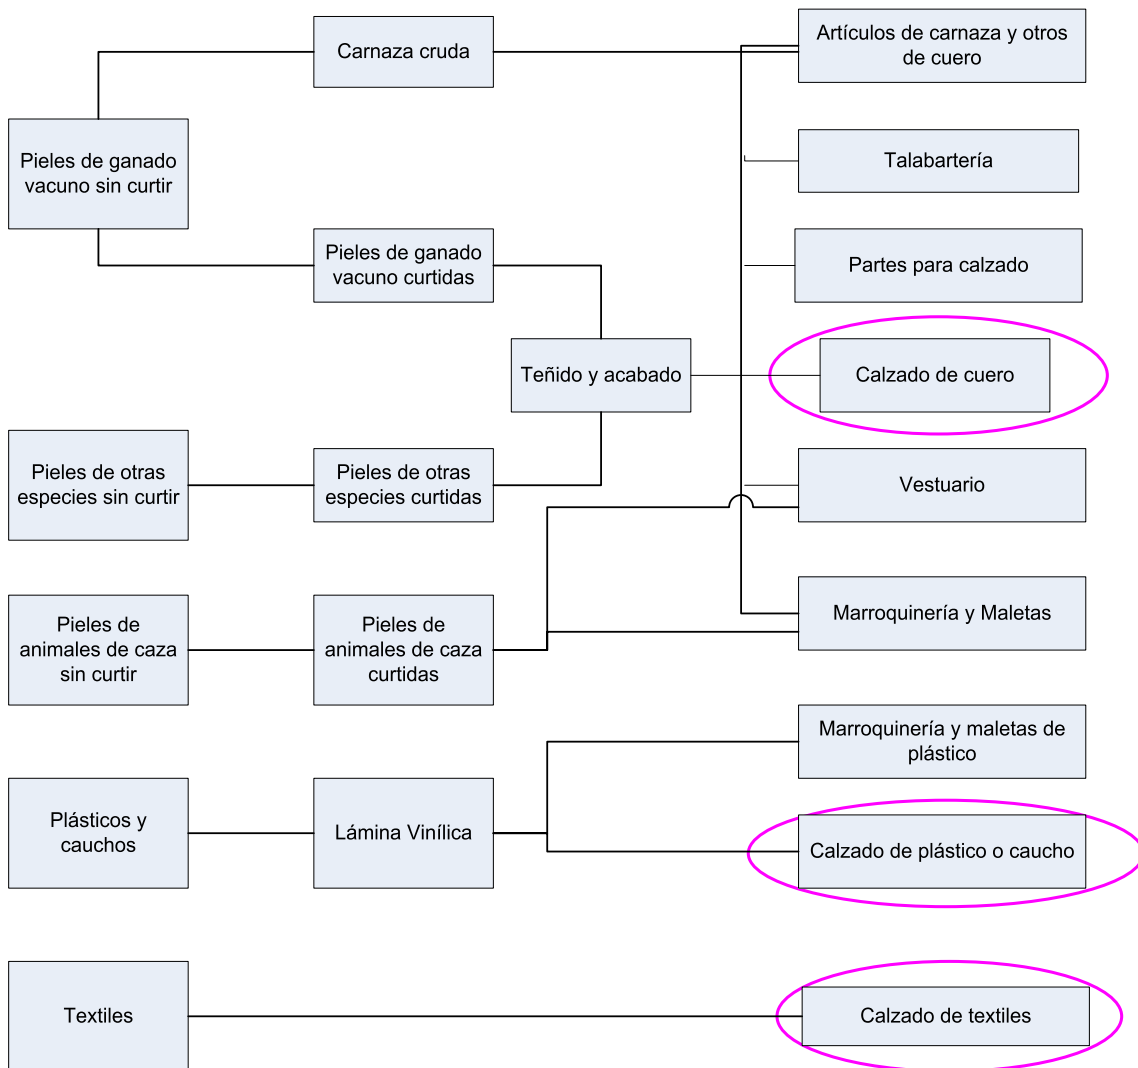 Carnaza cruda
Artículos de carnaza y otros
de cuero
Pieles de ganado
vacuno sin curtir
Talabartería
Pieles de ganado
vacuno curtidas
Partes para calzado
Teñido y acabado
Calzado de cuero
Pieles de otras
especies sin curtir
Pieles de otras
especies curtidas
Vestuario
Pieles de
animales de caza
sin curtir
Pieles de
animales de caza
curtidas
Marroquinería y Maletas
Marroquinería y maletas de
plástico
Plásticos y
cauchos
Lámina Vinílica
Calzado de plástico o caucho
Textiles
Calzado de textiles